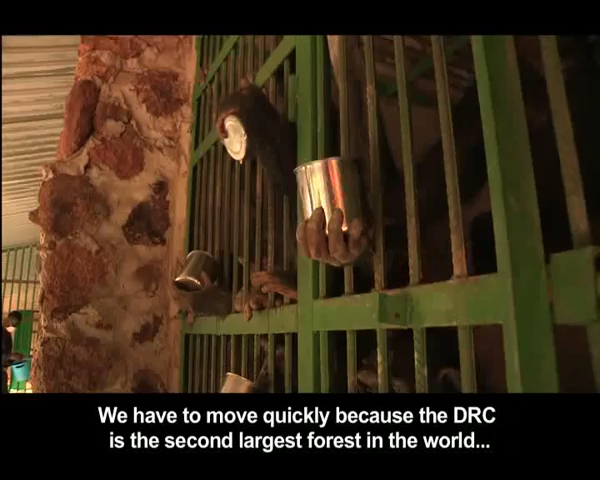 We have to move quickly because the DRC
is the second largest forest in the world...